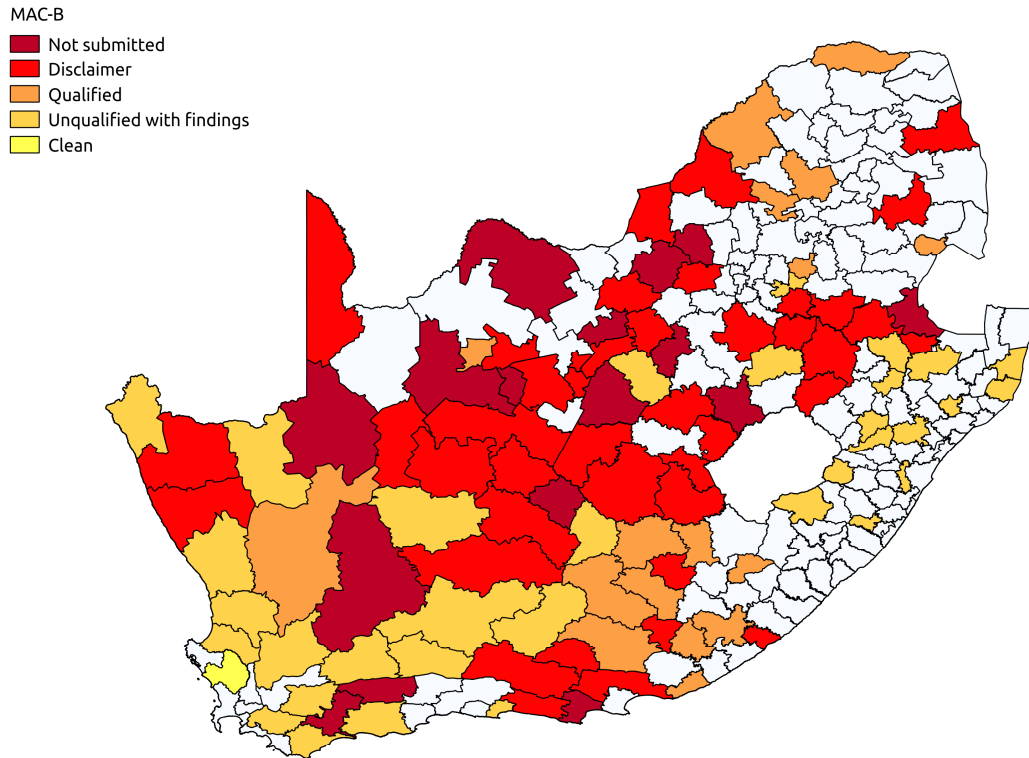 MAC-B
Not submitted
Disclaimer
Qualified
Unqualified with findings
Clean